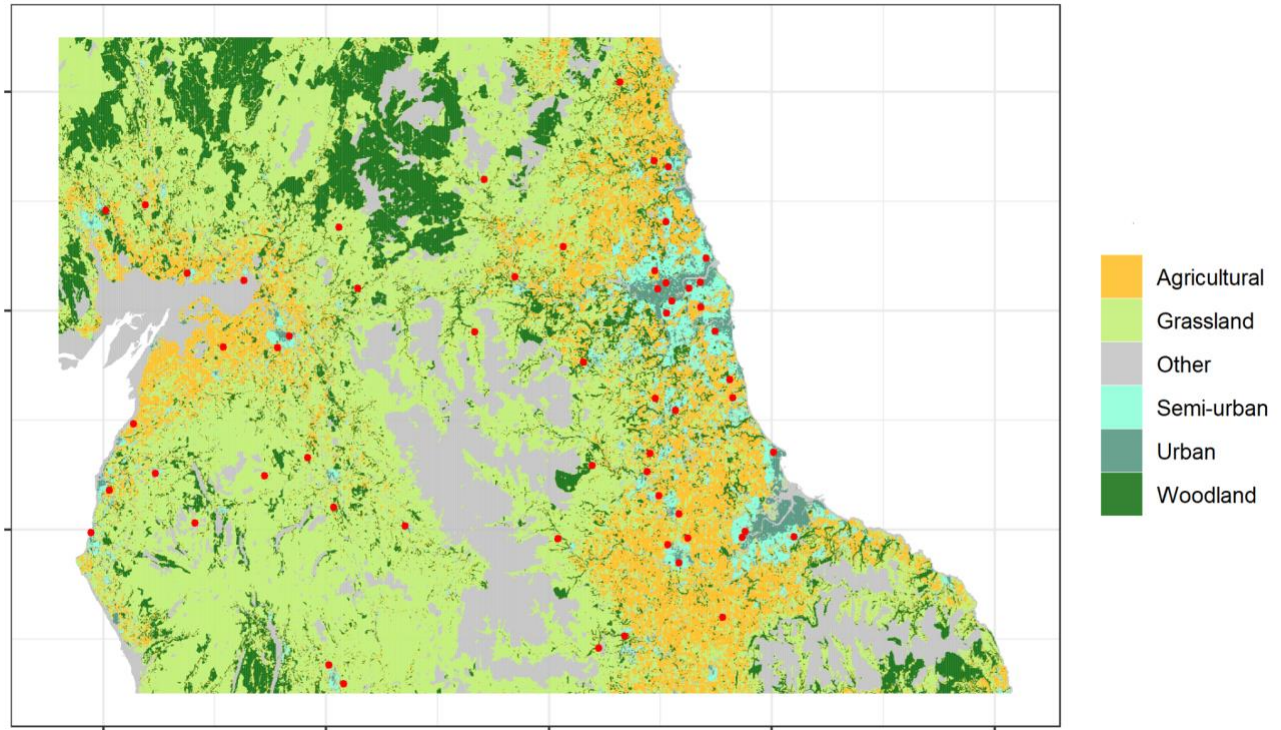 Agricultural
Grassland
Other
Semi-urban
Urban
Woodland